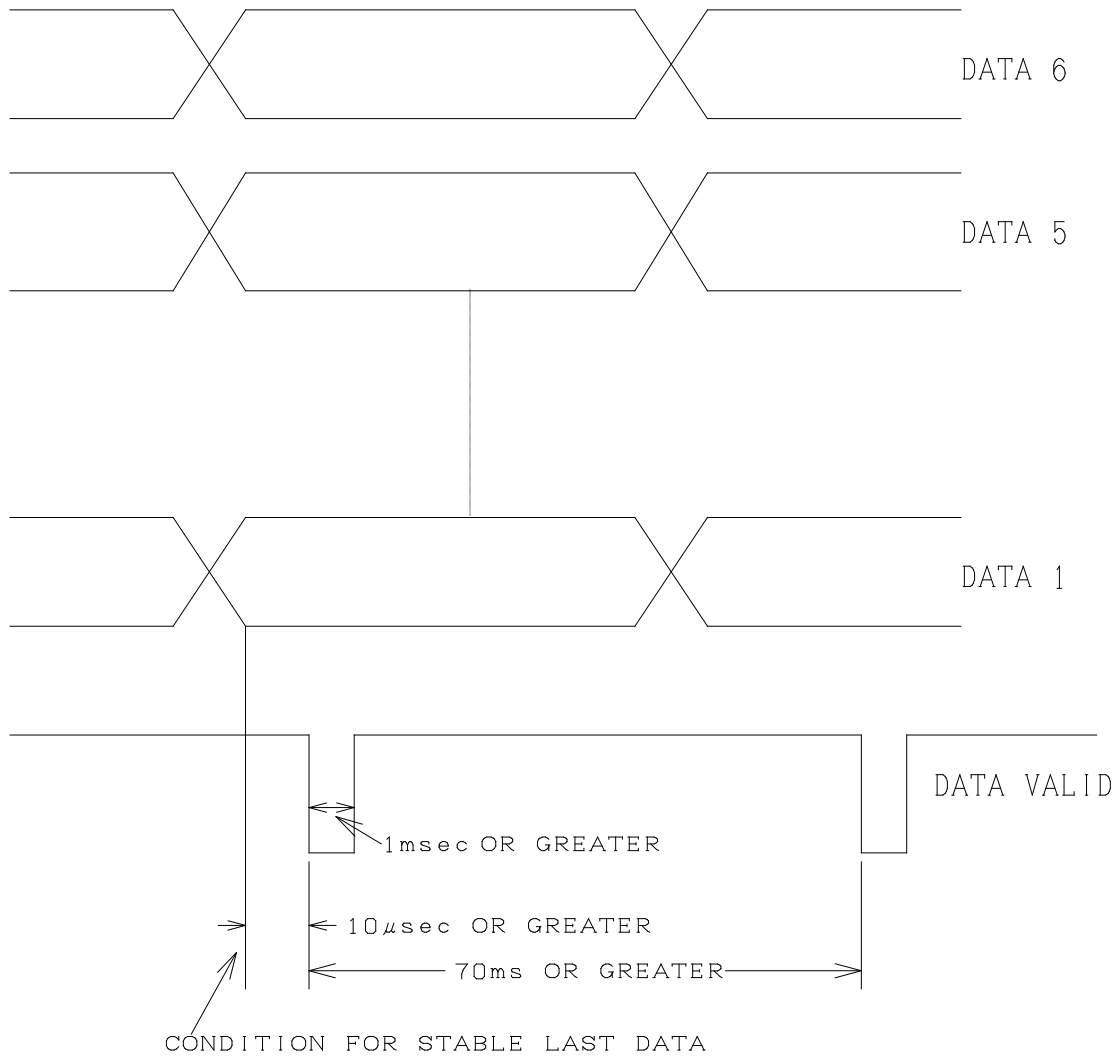 DATA 6
DATA 5
DATA 1
DATA VALID
1msec OR GREATER
10μsec OR GREATER
70ms OR GREATER
CONDITION FOR STABLE LAST DATA